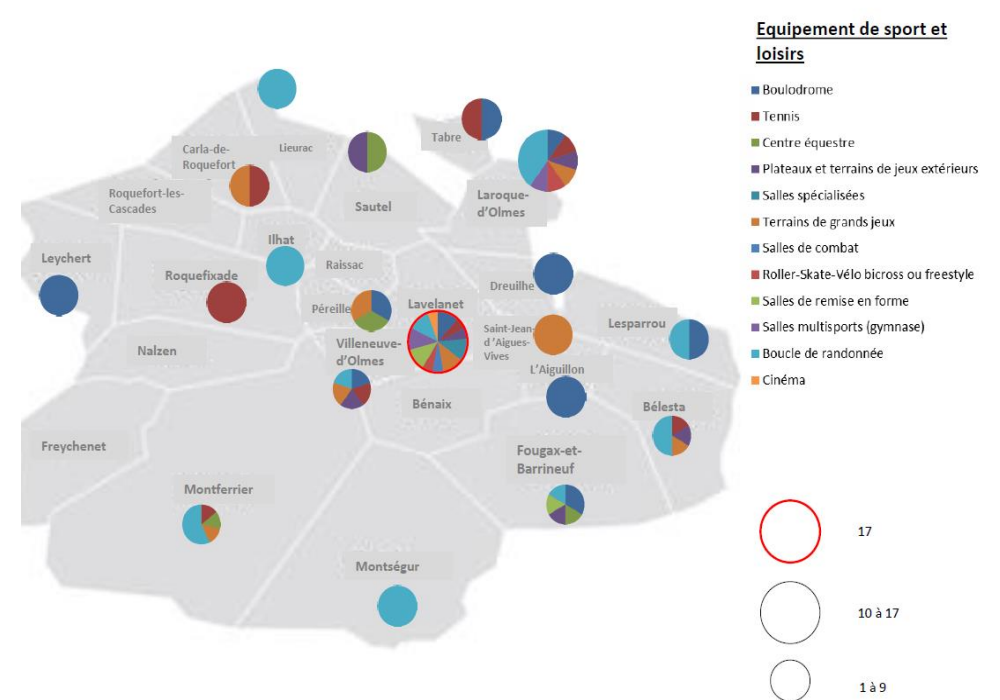 Equipement de sport et
loisirs
Boulodrome
Tennis
Centre équestre
Plateaux et terrains de jeux extérieurs
Salles spécialisées
Terrains de grands jeux
Salles de combat
Roller-Skate-Vélo bicross ou freestyle
Salles de remise en forme
Salles multisports (gymnase)
Boucle de randonnée
Cinéma
17
10 à 17
1 à 9
Tabre
Carla-de-
Roquefort
Lieurac
Roquefort-les-
Cascades
Sautel
Laroque-
d'Olmes
Ilhat
Leychert
Roquefixade
Raissac
Dreuilhe
Péreille
Lavelanet
Lesparrou
Saint-Jean-
d'Aigues-
Vives
Nalzen
Villeneuve-
d'Olmes
L'Aiguillon
Bénaix
Bélesta
Freychenet
Fougax-et-
Barrineuf
Montferrier
Montségur